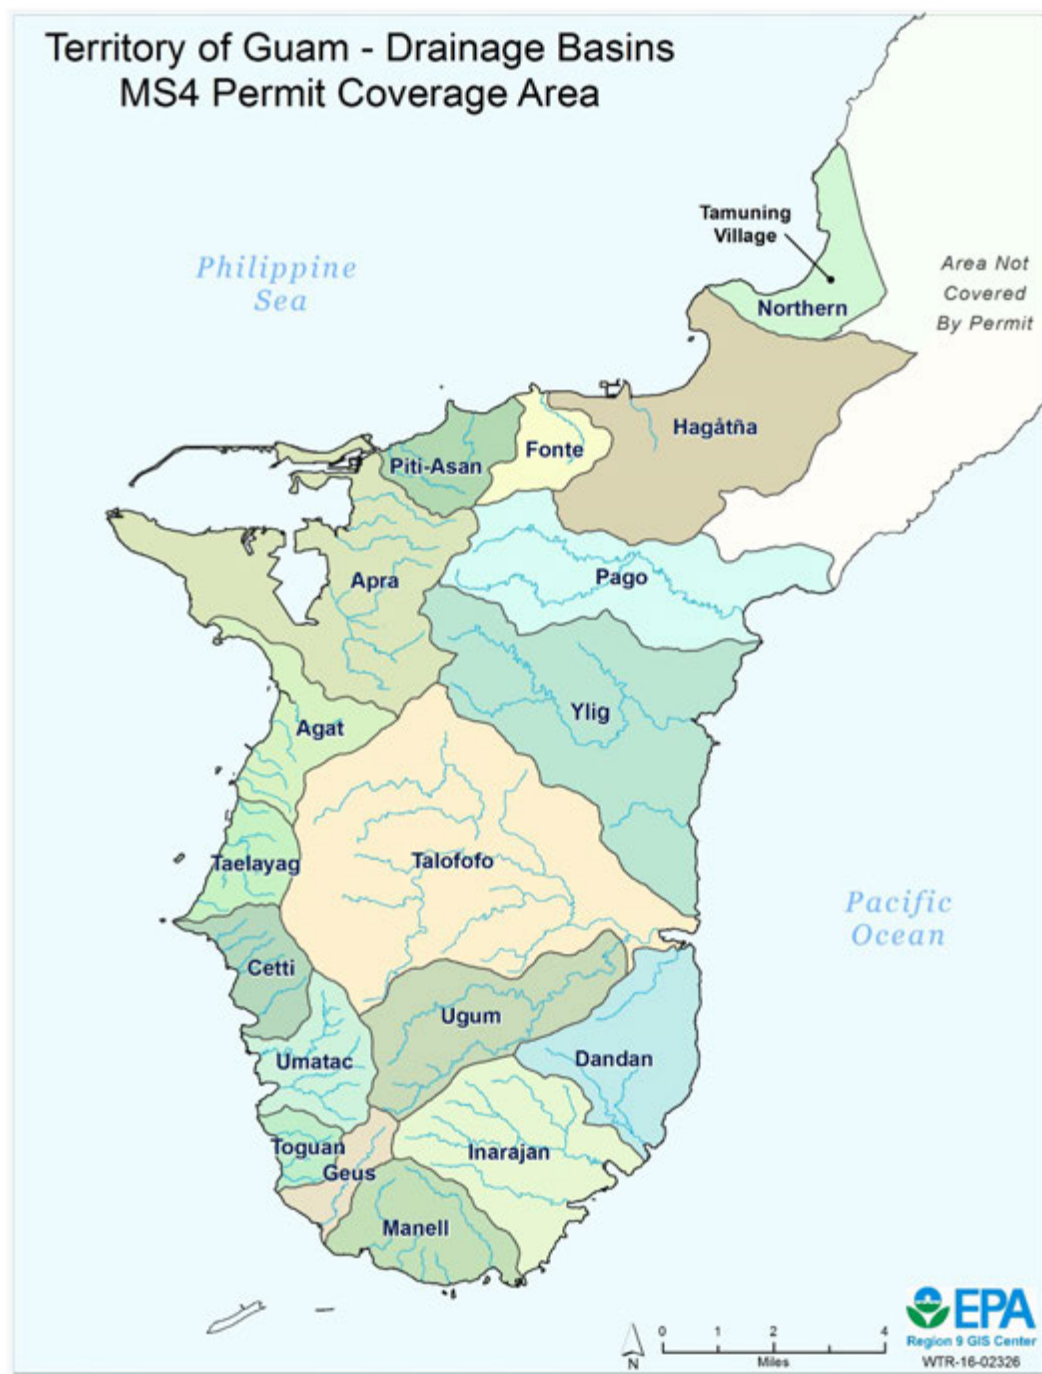 Territory of Guam - Drainage Basins
MS4 Permit Coverage Area
Tamuning
Village
Philippine
Sea
Area Not
Covered
By Permit
Northern
Hagåtña
Fonte
Piti-Asan
Apra
Pago
Ylig
Agat
Talofofo
Taelayag
Pacific
Ocean
Cetti
Ugum
Dandan
Umatac
Toguan
Inarajan
Geus
Manell
EPA
Region 9 GIS Center
WTR-16-02326
N
0 1 2 4
Miles